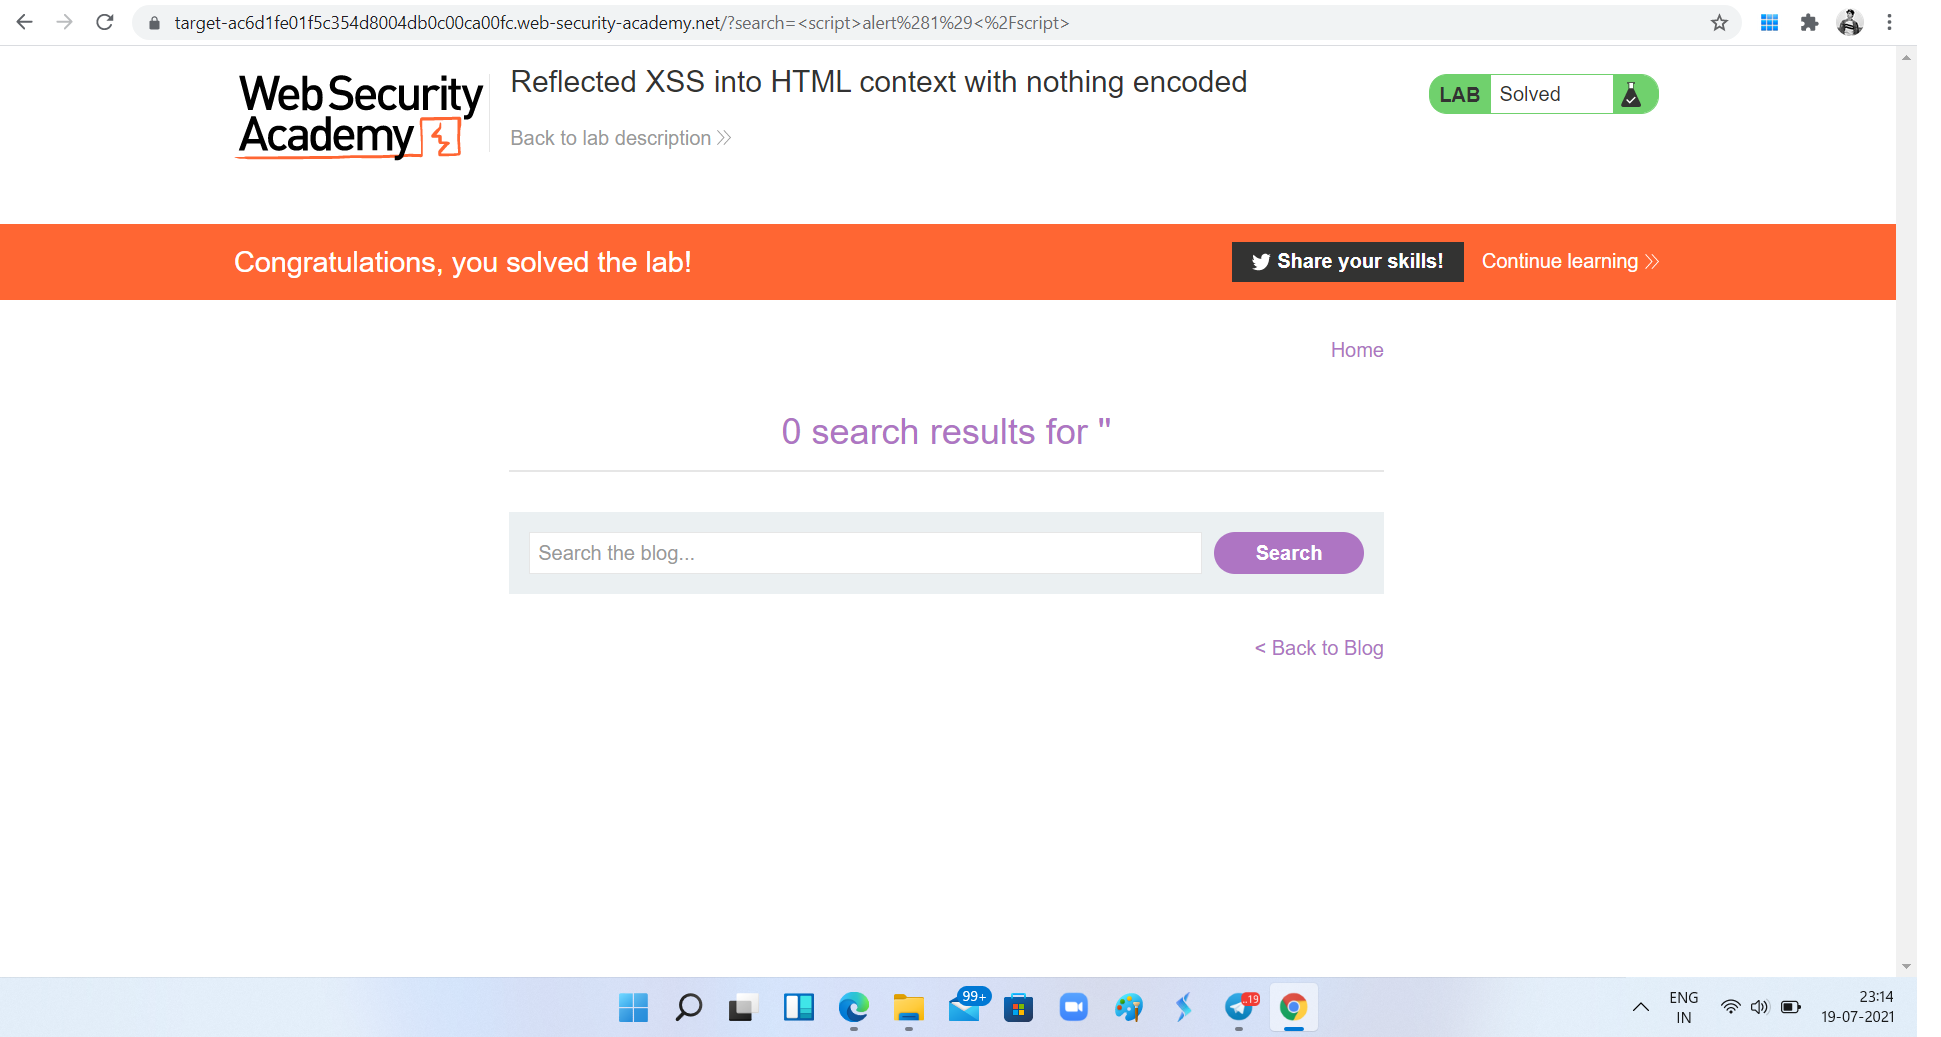 target-ac6d1fe01f5c354d8004db0c00ca00fc.web-security-academy.net/?search=<script>alert%281%29<%2Fscript>
Web Security
Academy
Reflected XSS into HTML context with nothing encoded
Back to lab description
LAB Solved
Congratulations, you solved the lab!
Share your skills!
Continue learning
Home
0 search results for "
Search the blog...
Search
< Back to Blog
99+
.19
ENG
IN
23:14
19-07-2021